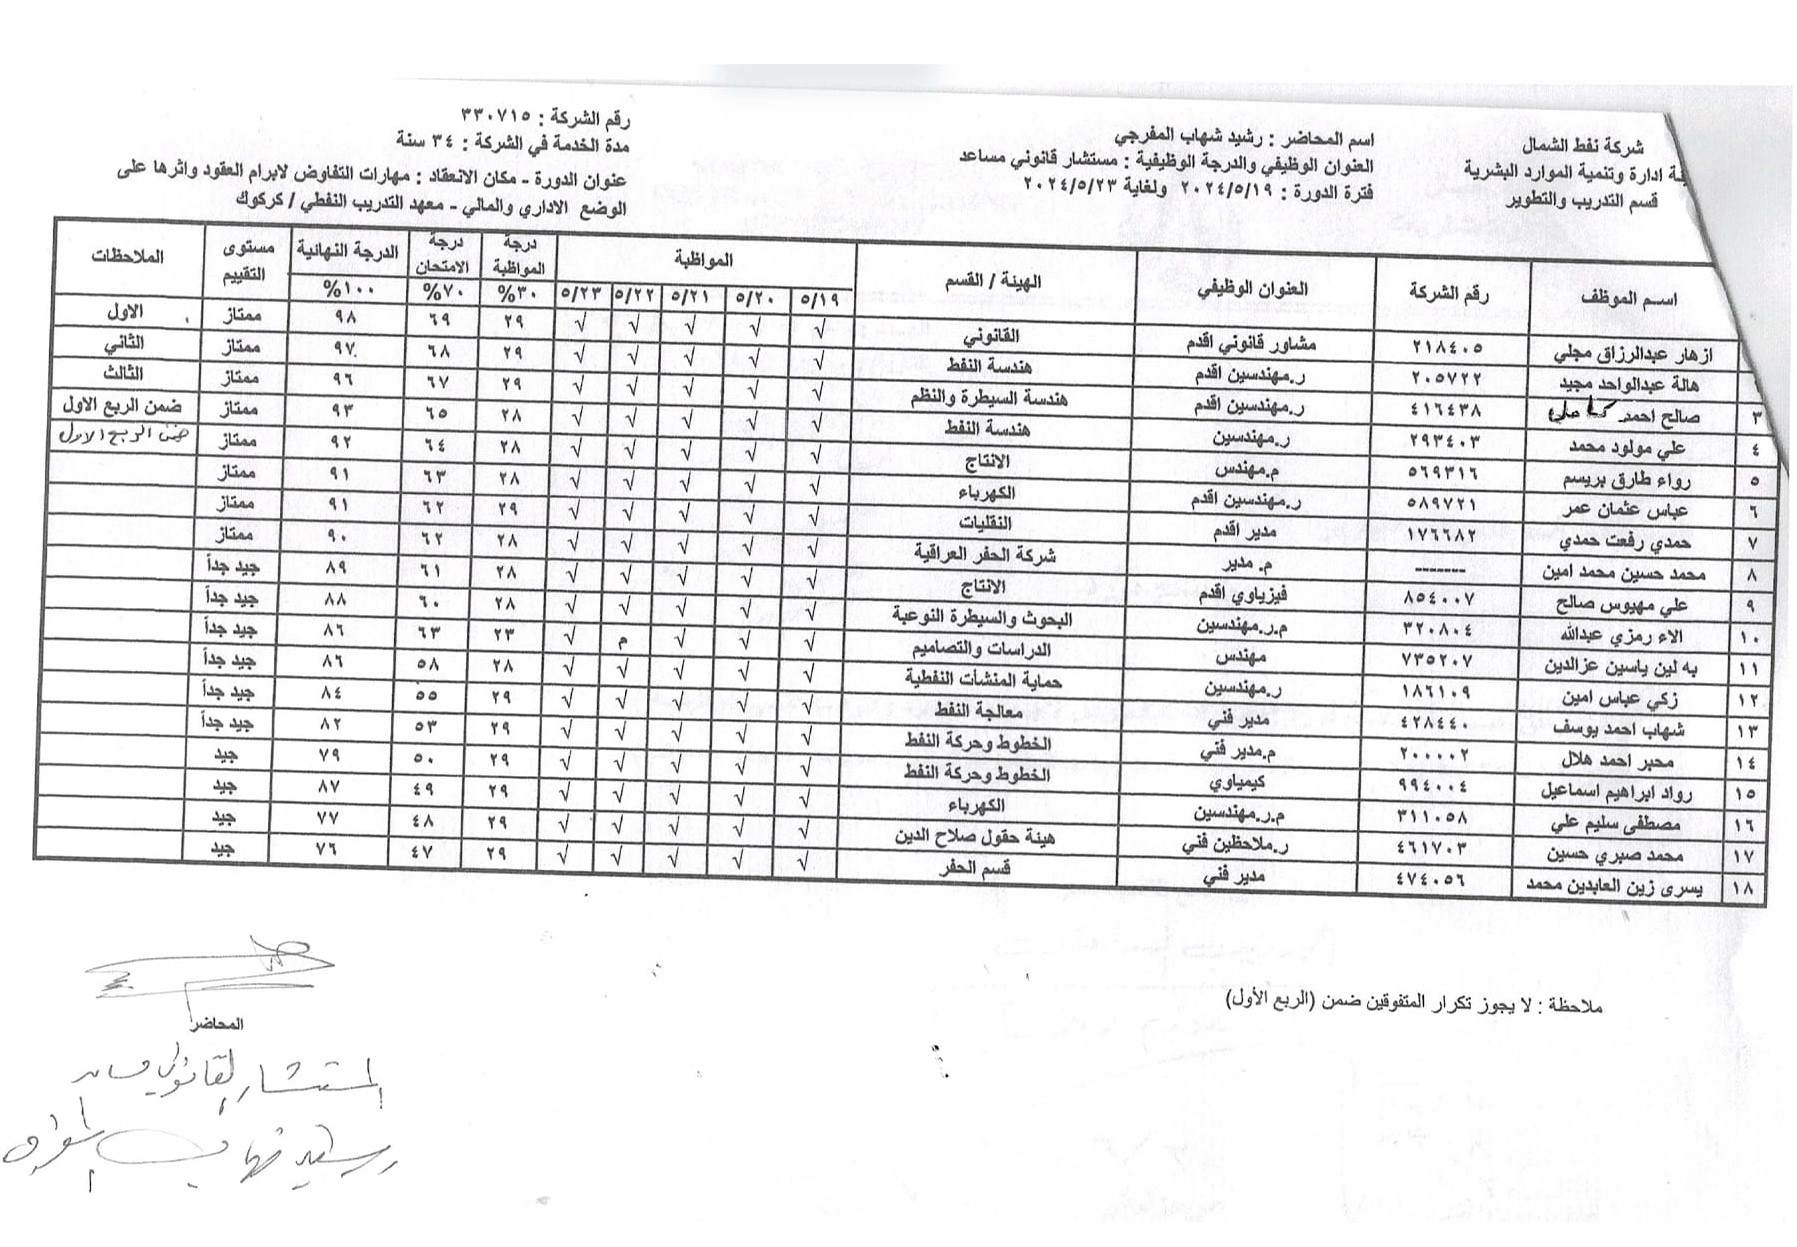 شركة نفط الشمال
ية ادارة وتنمية الموارد البشرية
قسم التدريب والتطوير
اسم المحاضر : رشيد شهاب المفرجي
العنوان الوظيفي والدرجة الوظيفية : مستشار قانوني مساعد
فترة الدورة : ٢٠٢٤/٥/١٩ ولغاية ٢٠٢٤/٥/٢٣
رقم الشركة : ٣٣٠٧١٥
مدة الخدمة في الشركة : ٣٤ سنة
عنوان الدورة - مكان الانعقاد : مهارات التفاوض لابرام العقود واثرها على
الوضع الاداري والمالي - معهد التدريب النفطي / كركوك
اسم الموظف رقم الشركة العنوان الوظيفي الهيئة / القسم المواظبة درجة المواظبة درجة الامتحان الدرجة النهائية مستوى التقييم الملاحظات
٥/١٩ ٥/٢٠ ٥/٢١ ٥/٢٢ ٥/٢٣ ٣٠% ٧٠% ١٠٠%
ازهار عبدالرزاق مجلي ٢١٨٤٠٥ مشاور قانوني اقدم القانوني √ √ √ √ √ ٢٩ ٦٩ ٩٨ ممتاز الاول
هالة عبدالواحد مجيد ٢٠٥٧٢٢ ر.مهندسين اقدم هندسة النفط √ √ √ √ √ ٢٩ ٦٨ ٩٧ ممتاز الثاني
٣ صالح احمد ٤١٦٤٣٨ ر.مهندسين اقدم هندسة السيطرة والنظم √ √ √ √ √ ٢٩ ٦٧ ٩٦ ممتاز الثالث
٤ علي مولود محمد ٢٩٣٤٠٣ ر.مهندسين هندسة النفط √ √ √ √ √ ٢٨ ٦٥ ٩٣ ممتاز ضمن الربع الاول
٥ رواء طارق بريسم ٥٦٩٣١٦ م.مهندس الانتاج √ √ √ √ √ ٢٨ ٦٤ ٩٢ ممتاز ضمن الربع الاول
٦ عباس عثمان عمر ٥٨٩٧٢١ ر.مهندسين اقدم الكهرباء √ √ √ √ √ ٢٨ ٦٣ ٩١ ممتاز
٧ حمدي رفعت حمدي ١٧٦٦٨٢ مدير اقدم النقليات √ √ √ √ √ ٢٩ ٦٢ ٩١ ممتاز
٨ محمد حسين محمد امين ------- م. مدير شركة الحفر العراقية √ √ √ √ √ ٢٨ ٦٢ ٩٠ ممتاز
٩ علي مهيوس صالح ٨٥٤٠٠٧ فيزياوي اقدم الانتاج √ √ √ √ √ ٢٨ ٦١ ٨٩ جيد جداً
١٠ الاء رمزي عبدالله ٣٢٠٨٠٤ م.ر.مهندسين البحوث والسيطرة النوعية √ √ √ √ √ ٢٨ ٦٠ ٨٨ جيد جداً
١١ به لين ياسين عزالدين ٧٣٥٢٠٧ مهندس الدراسات والتصاميم √ √ √ م √ ٢٣ ٦٣ ٨٦ جيد جداً
١٢ زكي عباس امين ١٨٦١٠٩ ر.مهندسين حماية المنشآت النفطية √ √ √ √ √ ٢٨ ٥٨ ٨٦ جيد جداً
١٣ شهاب احمد يوسف ٤٢٨٤٤٠ مدير فني معالجة النفط √ √ √ √ √ ٢٩ ٥٥ ٨٤ جيد جداً
١٤ محبر احمد هلال ٢٠٠٠٠٢ م.مدير فني الخطوط وحركة النفط √ √ √ √ √ ٢٩ ٥٣ ٨٢ جيد جداً
١٥ رواد ابراهيم اسماعيل ٩٩٤٠٠٤ كيمياوي الخطوط وحركة النفط √ √ √ √ √ ٢٩ ٥٠ ٧٩ جيد
١٦ مصطفى سليم علي ٣١١٠٥٨ م.ر.مهندسين الكهرباء √ √ √ √ √ ٢٩ ٤٩ ٨٧ جيد
١٧ محمد صبري حسين ٤٦١٧٠٣ ر.ملاحظين فني هيئة حقول صلاح الدين √ √ √ √ √ ٢٩ ٤٨ ٧٧ جيد
١٨ يسرى زين العابدين محمد ٤٧٤٠٥٦ مدير فني قسم الحفر √ √ √ √ √ ٢٩ ٤٧ ٧٦ جيد
ملاحظة : لا يجوز تكرار المتفوقين ضمن (الربع الأول)
المحاضر
المستشار القانوني مساعد
رشيد شهاب المفرجي